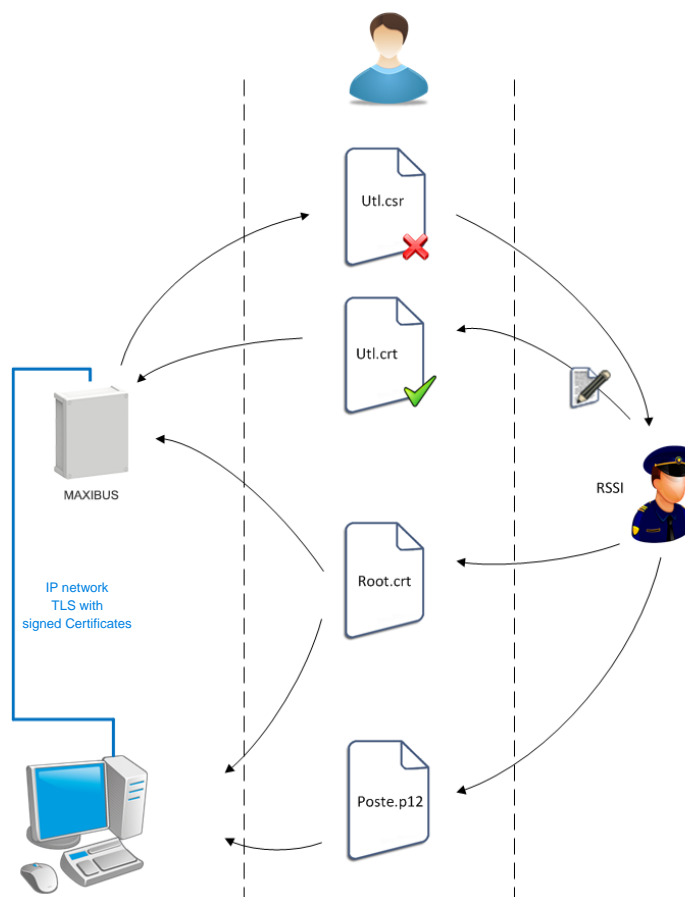 Utl.csr
Utl.crt
MAXIBUS
RSSI
IP network
TLS with
signed Certificates
Root.crt
Poste.p12